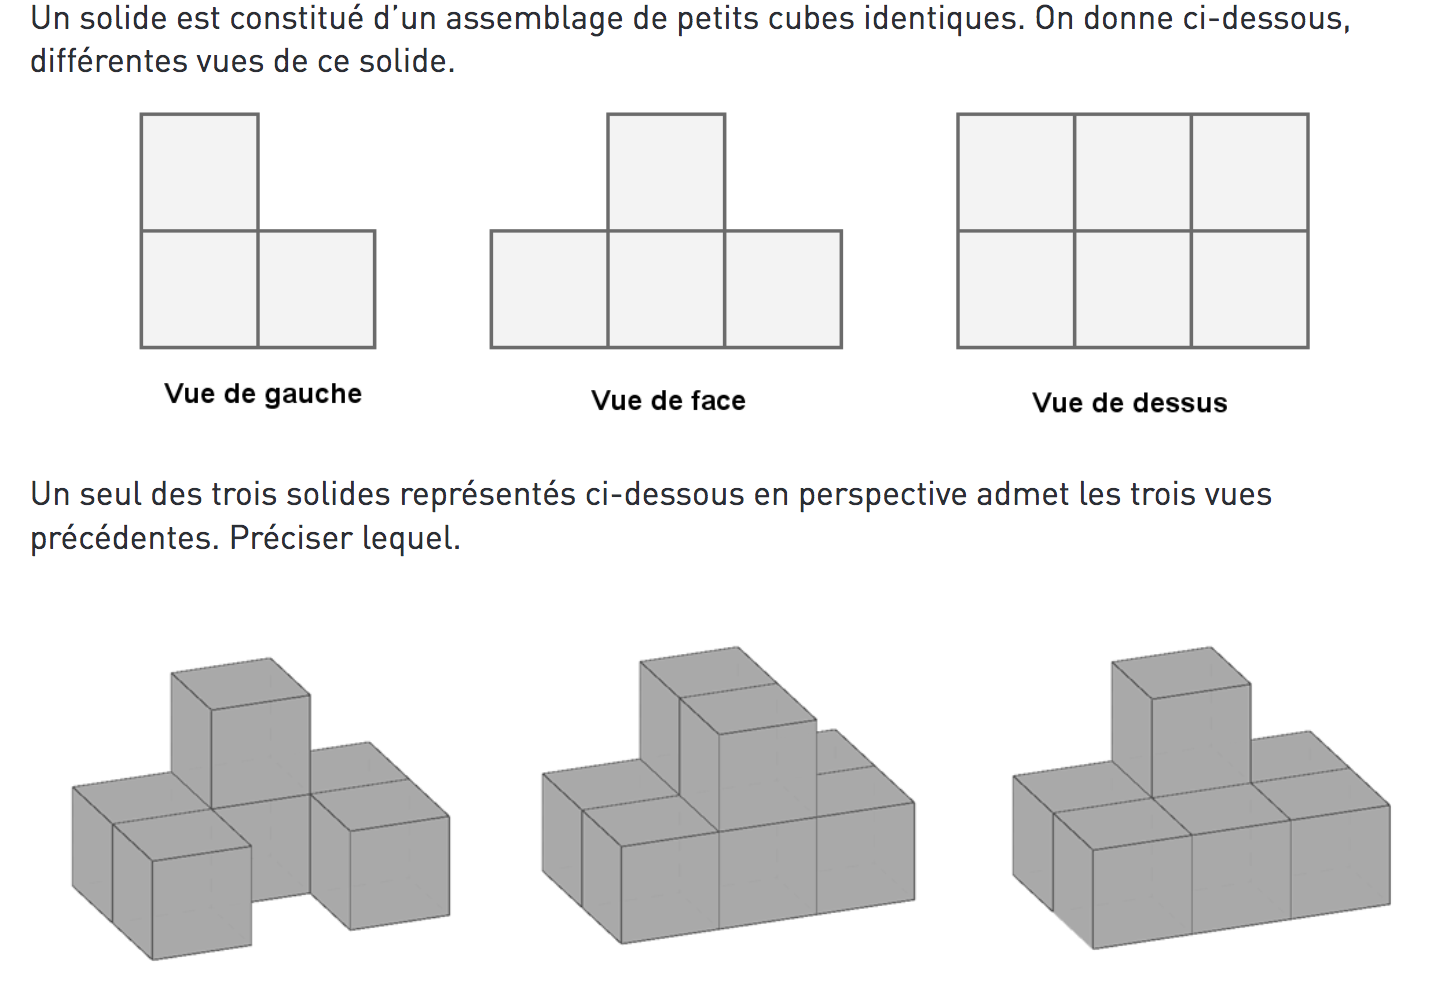 Un solide est constitué d’un assemblage de petits cubes identiques. On donne ci-dessous,
différentes vues de ce solide.
Vue de gauche
Vue de face
Vue de dessus
Un seul des trois solides représentés ci-dessous en perspective admet les trois vues
précédentes. Préciser lequel.